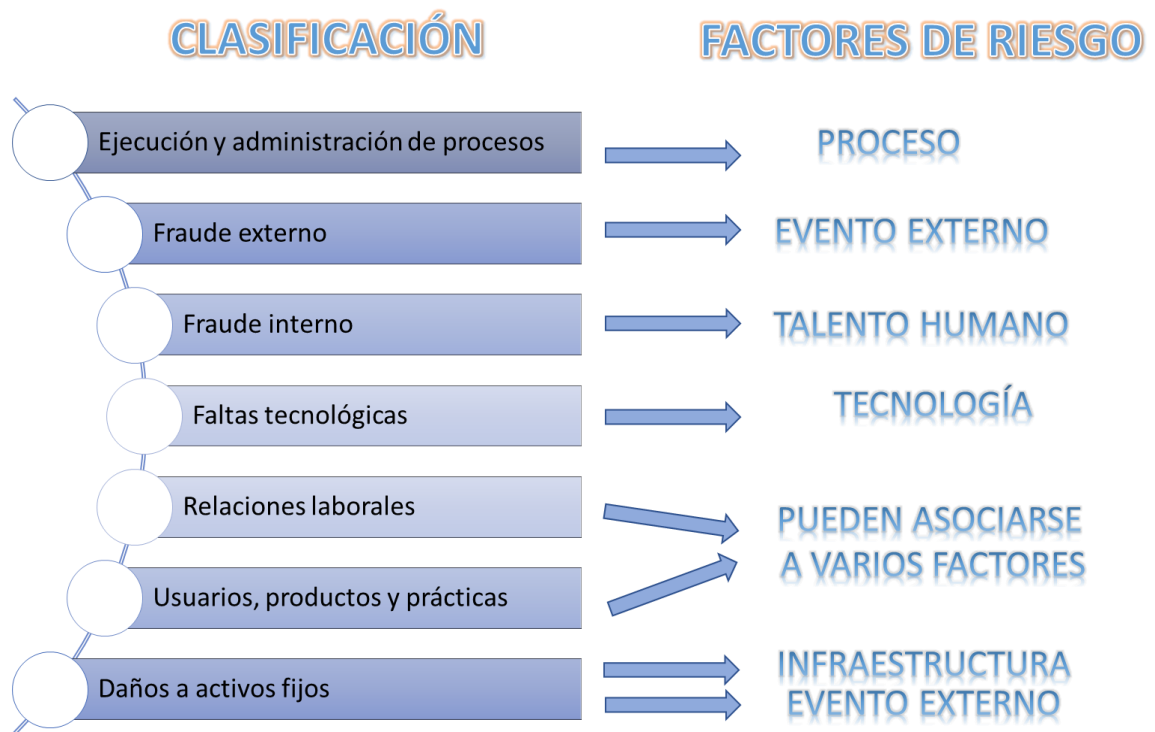 CLASIFICACIÓN
FACTORES DE RIESGO
Ejecución y administración de procesos
PROCESO
Fraude externo
EVENTO EXTERNO
Fraude interno
TALENTO HUMANO
Faltas tecnológicas
TECNOLOGÍA
Relaciones laborales
Usuarios, productos y prácticas
PUEDEN ASOCIARSE
A VARIOS FACTORES
Daños a activos fijos
INFRAESTRUCTURA
EVENTO EXTERNO